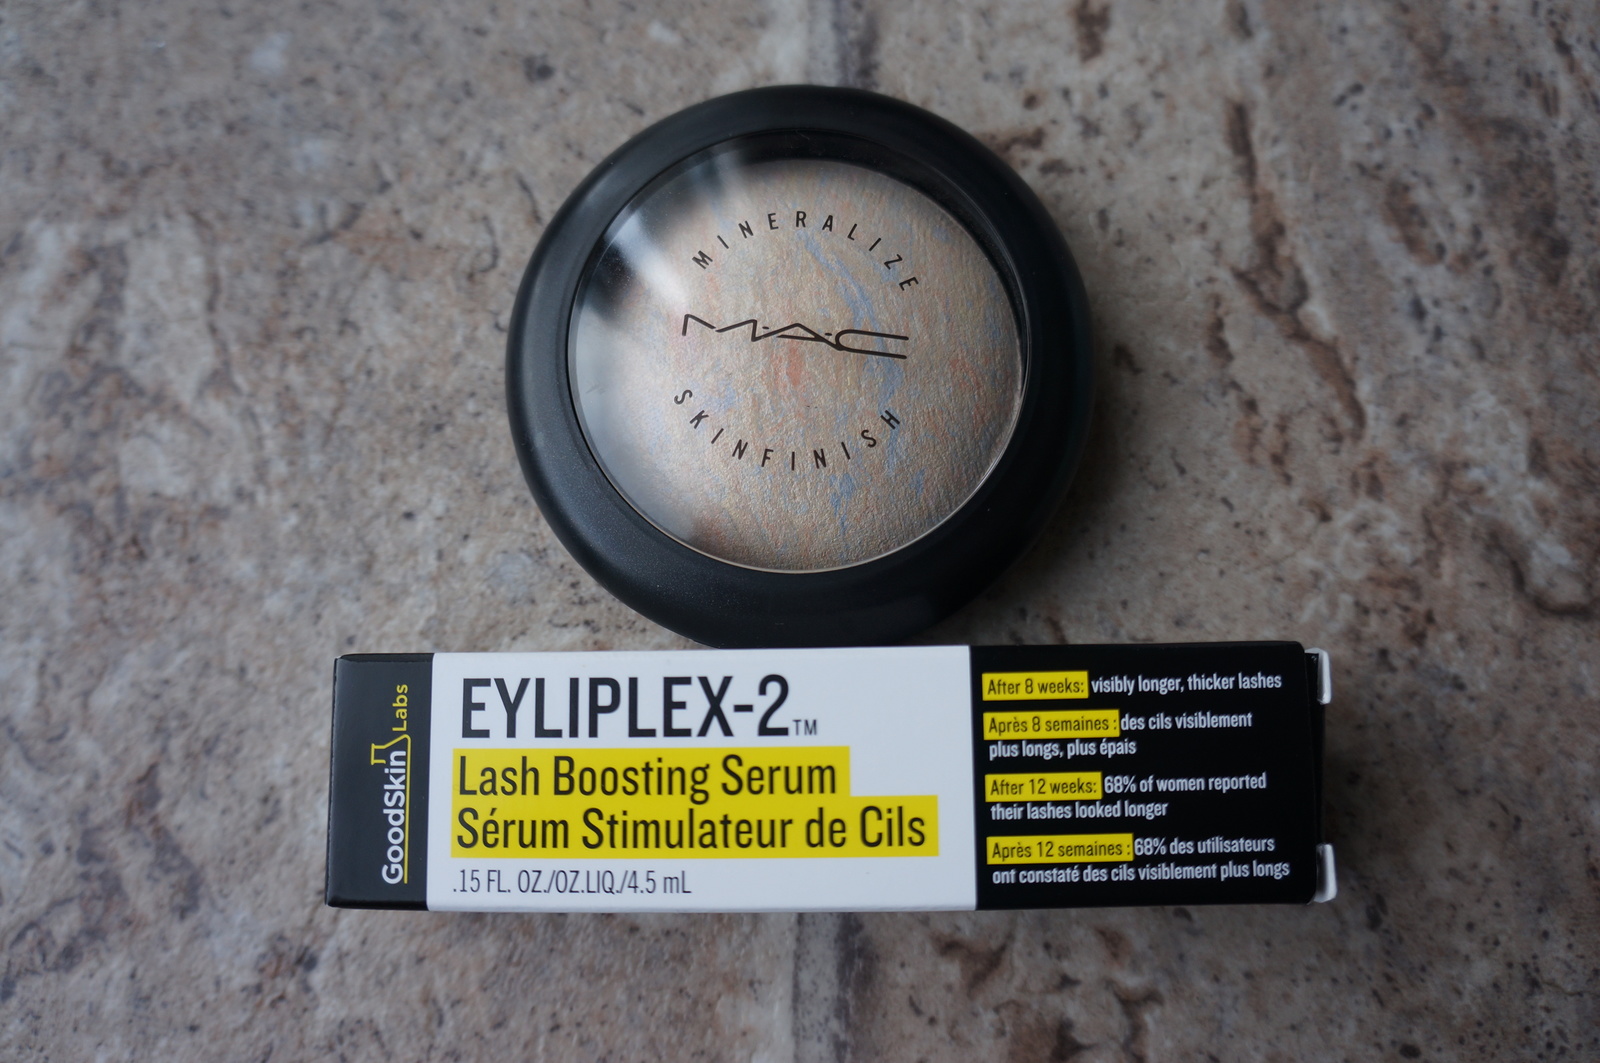 MINERALIZE
M·A·C
SKINFINISH
GoodSkin Labs
EYLIPLEX-2™
Lash Boosting Serum
Sérum Stimulateur de Cils
.15 FL. OZ./OZ.LIQ./4.5 mL
After 8 weeks: visibly longer, thicker lashes
Après 8 semaines : des cils visiblement
plus longs, plus épais
After 12 weeks: 68% of women reported
their lashes looked longer
Après 12 semaines : 68% des utilisateurs
ont constaté des cils visiblement plus longs